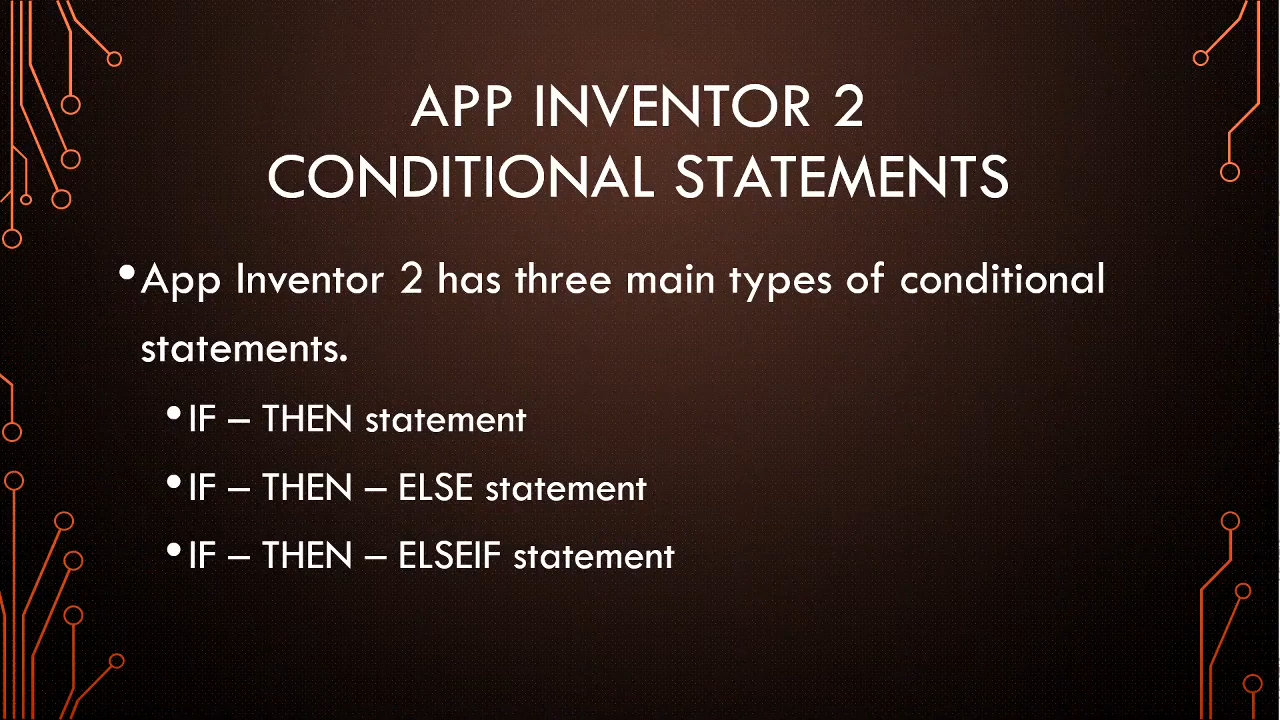 APP INVENTOR 2
CONDITIONAL STATEMENTS
•App Inventor 2 has three main types of conditional
statements.
•IF – THEN statement
•IF – THEN – ELSE statement
•IF – THEN – ELSEIF statement